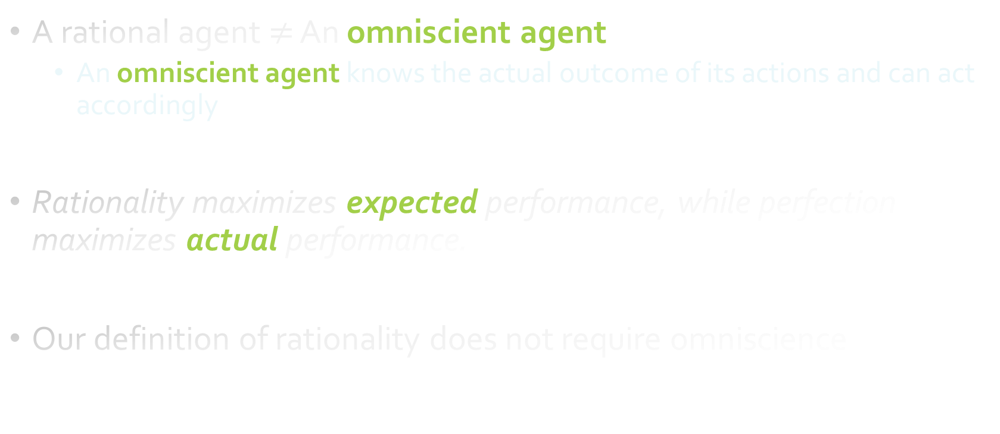 • A rational agent ≠ An omniscient agent
• An omniscient agent knows the actual outcome of its actions and can act
accordingly
• Rationality maximizes expected performance, while perfection
maximizes actual performance.
• Our definition of rationality does not require omniscience